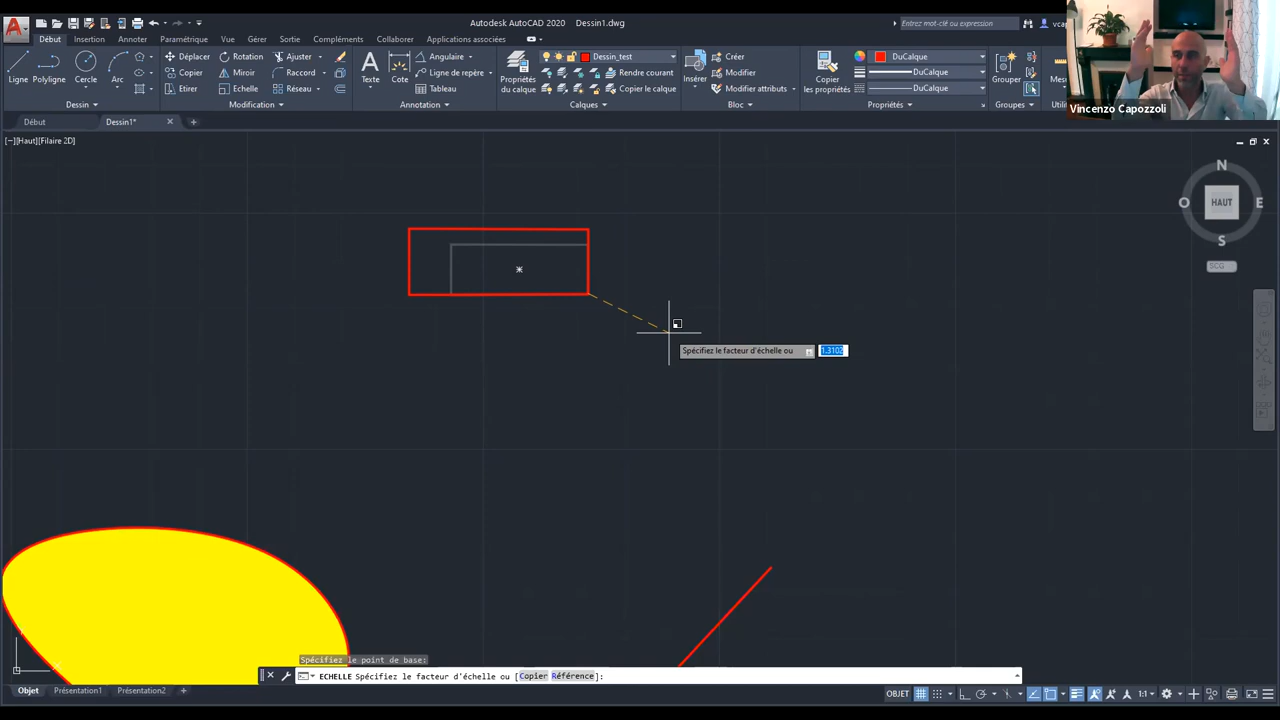 Autodesk AutoCAD 2020 Dessin1.dwg
Entrez mot-clé ou expression
Début Insertion Annoter Paramétrique Vue Gérer Sortie Compléments Collaborer Express Applications associées
Ligne Polyligne Cercle Arc
Déplacer Rotation Ajuster
Copier Miroir Raccord
Etirer Echelle Réseau
Texte Cote
Angulaire
Ligne de repère
Tableau
Propriétés du calque
Dessin_test
Rendre courant
Copier le calque
Insérer
Créer
Modifier
Modifier attributs
Copier les propriétés
DuCalque
DuCalque
DuCalque
Grouper
Dessin Modification Annotation Calques Bloc Propriétés Groupes
Vincenzo Capozzoli
Début Dessin1*
[−][Haut][Filaire 2D]
N
O HAUT E
S
SCG
Spécifiez le facteur d'échelle ou
Spécifiez le point de base:
ECHELLE Spécifiez le facteur d'échelle ou [Copier Référence]:
Objet Présentation1 Présentation2
OBJET 1:1